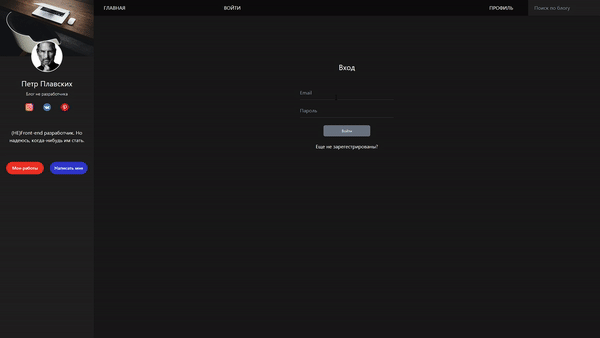 ГЛАВНАЯ
ВОЙТИ
ПРОФИЛЬ
Поиск по блогу
Петр Плавских
Блог не разработчика
(НЕ)Front-end разработчик. Но
надеюсь, когда-нибудь им стать.
Мои работы
Написать мне
Вход
Email
Пароль
Войти
Еще не зарегестрированы?